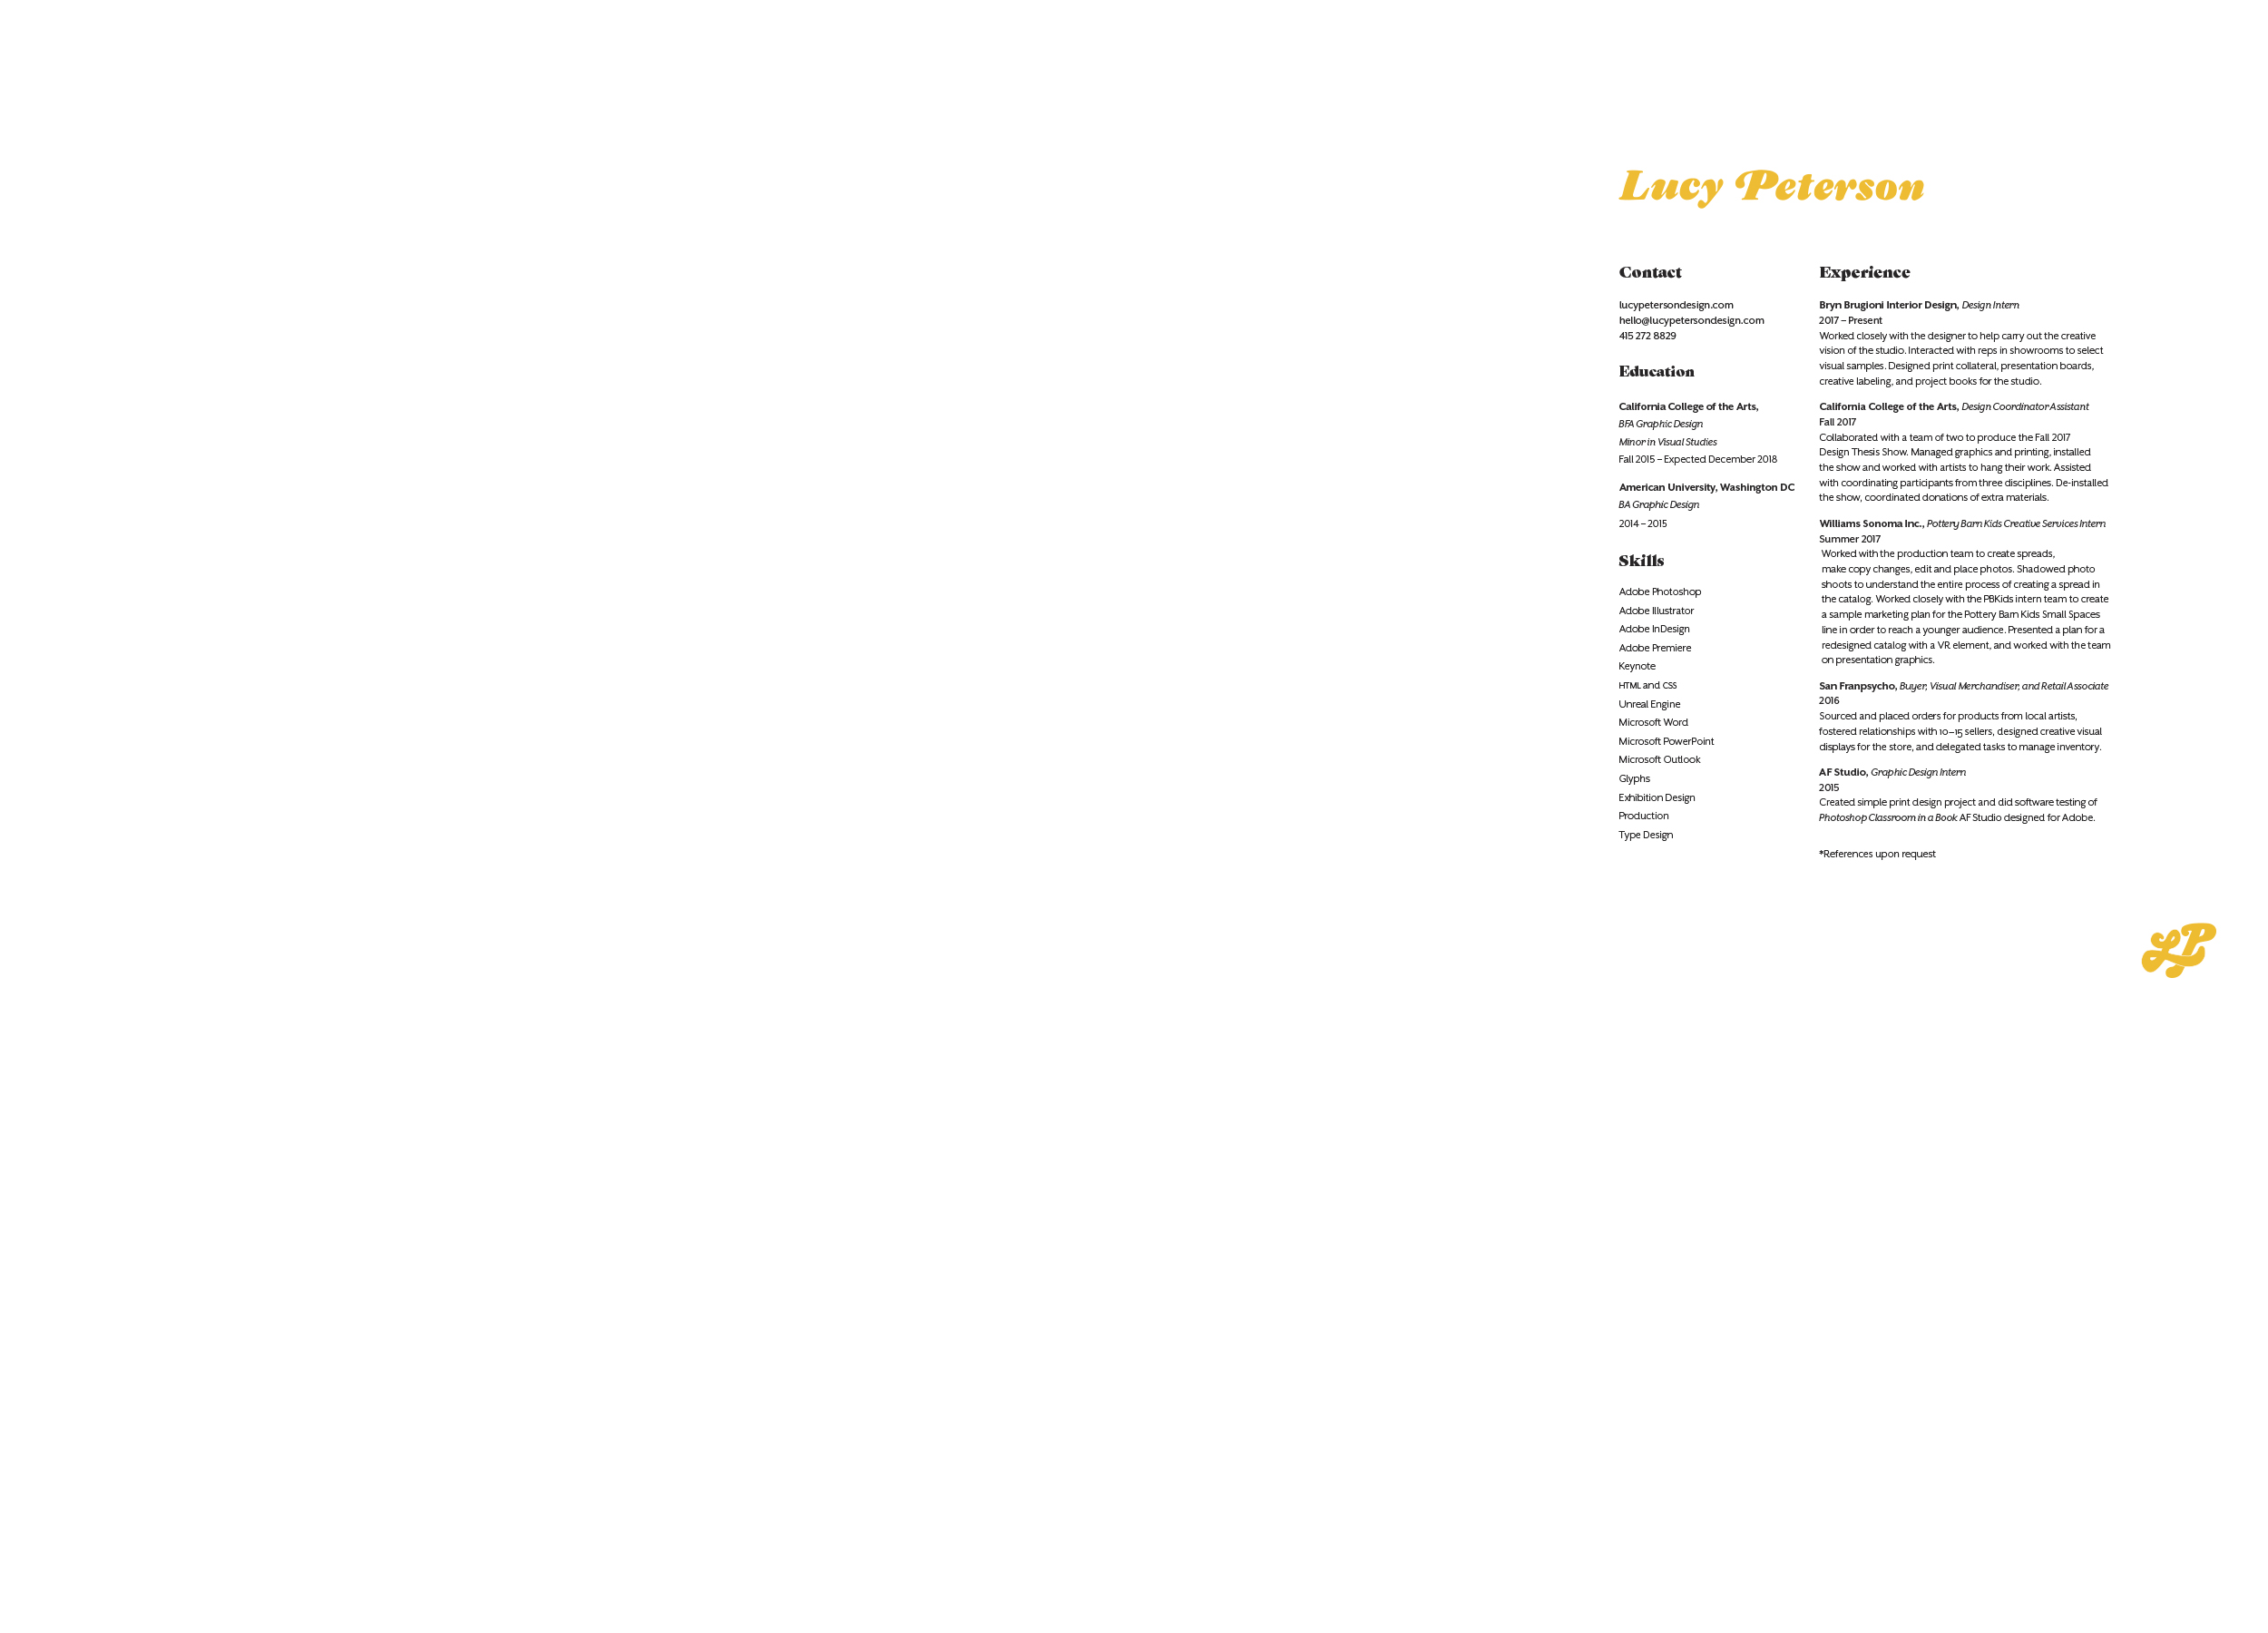 Lucy Peterson
Contact
lucypetersondesign.com
hello@lucypetersondesign.com
415 272 8829
Education
California College of the Arts,
BFA Graphic Design
Minor in Visual Studies
Fall 2015 – Expected December 2018
American University, Washington DC
BA Graphic Design
2014 – 2015
Skills
Adobe Photoshop
Adobe Illustrator
Adobe InDesign
Adobe Premiere
Keynote
HTML and CSS
Unreal Engine
Microsoft Word
Microsoft PowerPoint
Microsoft Outlook
Glyphs
Exhibition Design
Production
Type Design
Experience
Bryn Brugioni Interior Design, Design Intern
2017 – Present
Worked closely with the designer to help carry out the creative
vision of the studio. Interacted with reps in showrooms to select
visual samples. Designed print collateral, presentation boards,
creative labeling, and project books for the studio.
California College of the Arts, Design Coordinator Assistant
Fall 2017
Collaborated with a team of two to produce the Fall 2017
Design Thesis Show. Managed graphics and printing, installed
the show and worked with artists to hang their work. Assisted
with coordinating participants from three disciplines. De-installed
the show, coordinated donations of extra materials.
Williams Sonoma Inc., Pottery Barn Kids Creative Services Intern
Summer 2017
Worked with the production team to create spreads,
make copy changes, edit and place photos. Shadowed photo
shoots to understand the entire process of creating a spread in
the catalog. Worked closely with the PBKids intern team to create
a sample marketing plan for the Pottery Barn Kids Small Spaces
line in order to reach a younger audience. Presented a plan for a
redesigned catalog with a VR element, and worked with the team
on presentation graphics.
San Franpsycho, Buyer, Visual Merchandiser, and Retail Associate
2016
Sourced and placed orders for products from local artists,
fostered relationships with 10–15 sellers, designed creative visual
displays for the store, and delegated tasks to manage inventory.
AF Studio, Graphic Design Intern
2015
Created simple print design project and did software testing of
Photoshop Classroom in a Book AF Studio designed for Adobe.
*References upon request
LP